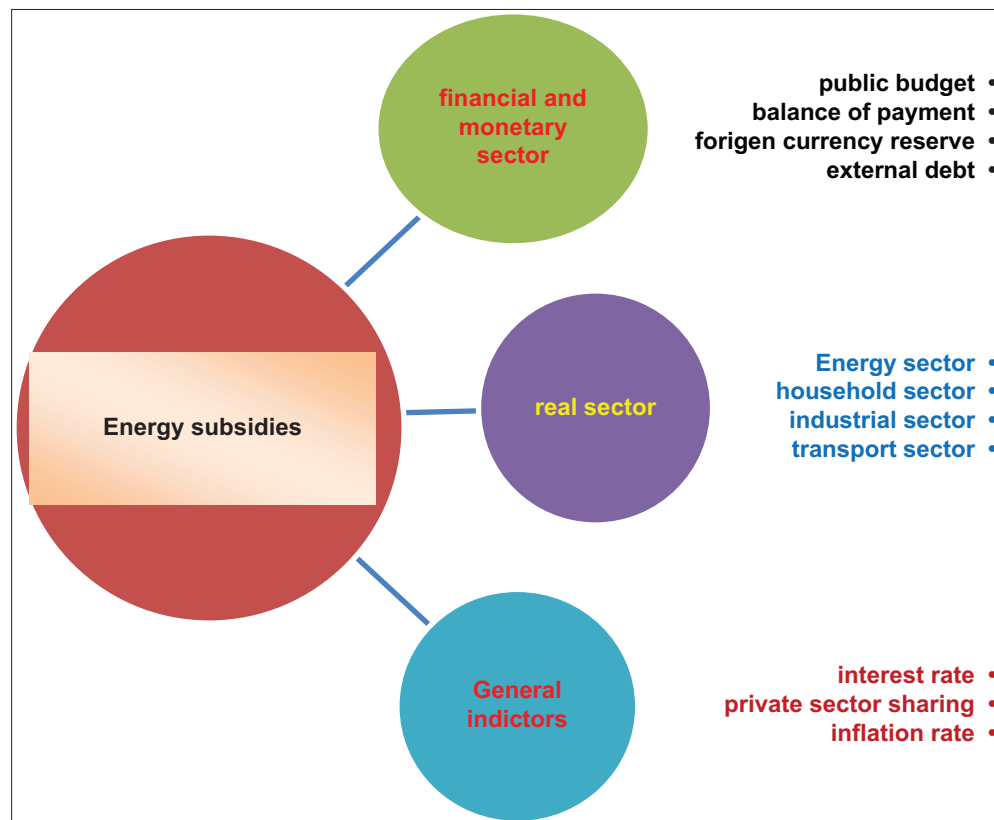 financial and
monetary
sector
public budget •
balance of payment •
forigen currency reserve •
external debt •
Energy subsidies
real sector
Energy sector •
household sector •
industrial sector •
transport sector •
General
indictors
interest rate •
private sector sharing •
inflation rate •